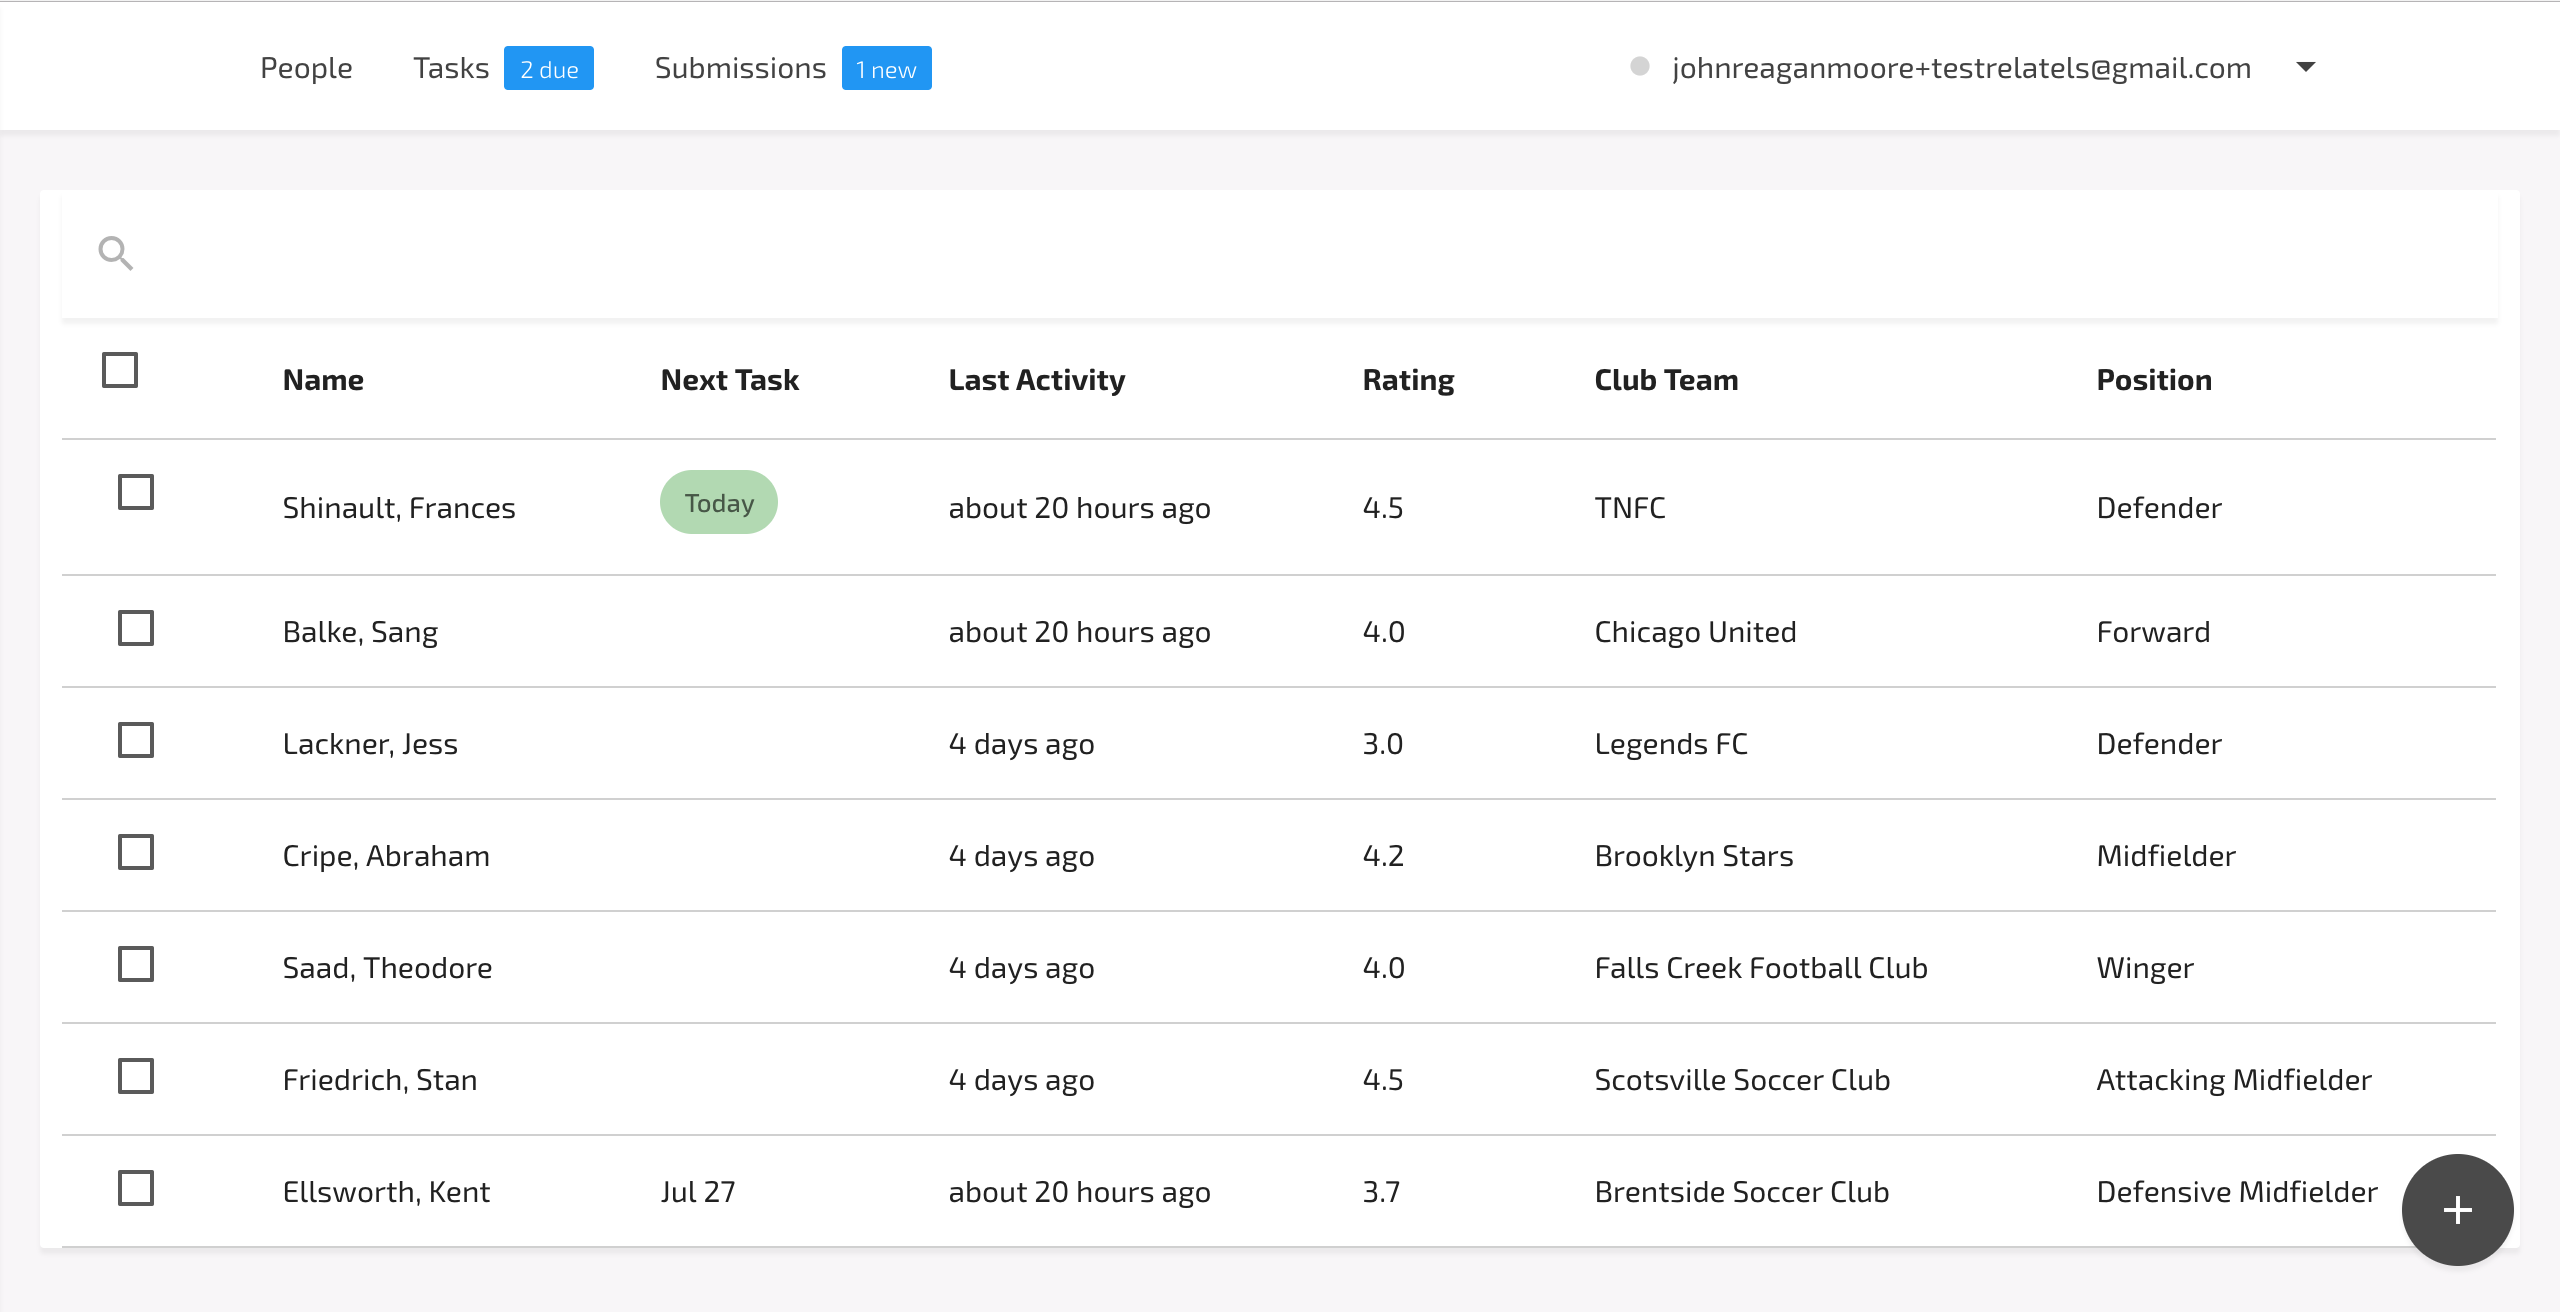 People Tasks 2 due Submissions 1 new johnreaganmoore+testrelatels@gmail.com
Name Next Task Last Activity Rating Club Team Position
Shinault, Frances Today about 20 hours ago 4.5 TNFC Defender
Balke, Sang about 20 hours ago 4.0 Chicago United Forward
Lackner, Jess 4 days ago 3.0 Legends FC Defender
Cripe, Abraham 4 days ago 4.2 Brooklyn Stars Midfielder
Saad, Theodore 4 days ago 4.0 Falls Creek Football Club Winger
Friedrich, Stan 4 days ago 4.5 Scotsville Soccer Club Attacking Midfielder
Ellsworth, Kent Jul 27 about 20 hours ago 3.7 Brentside Soccer Club Defensive Midfielder
+